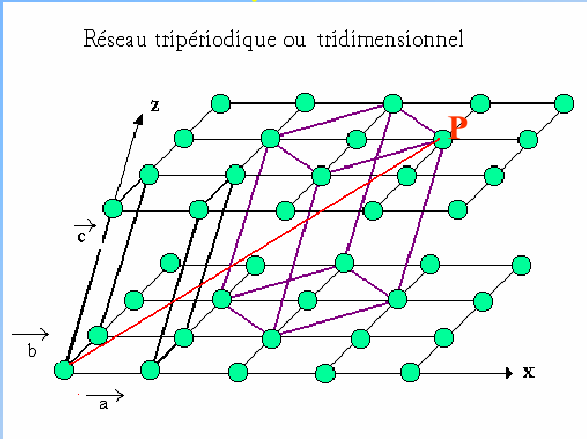 Réseau tripériodique ou tridimensionnel
z
P
c
b
x
a